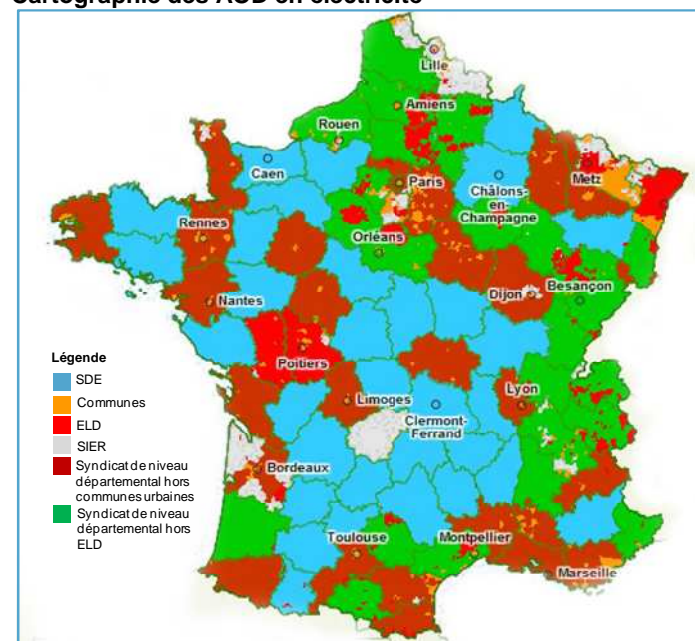 Cartographie des AOD en électricité
Lille
Amiens
Rouen
Caen
Paris
Metz
Châlons-
en-
Champagne
Rennes
Orléans
Besançon
Dijon
Nantes
Poitiers
Limoges
Lyon
Clermont-
Ferrand
Bordeaux
Toulouse
Montpellier
Marseille
Légende
SDE
Communes
ELD
SIER
Syndicat de niveau
départemental hors
communes urbaines
Syndicat de niveau
départemental hors
ELD